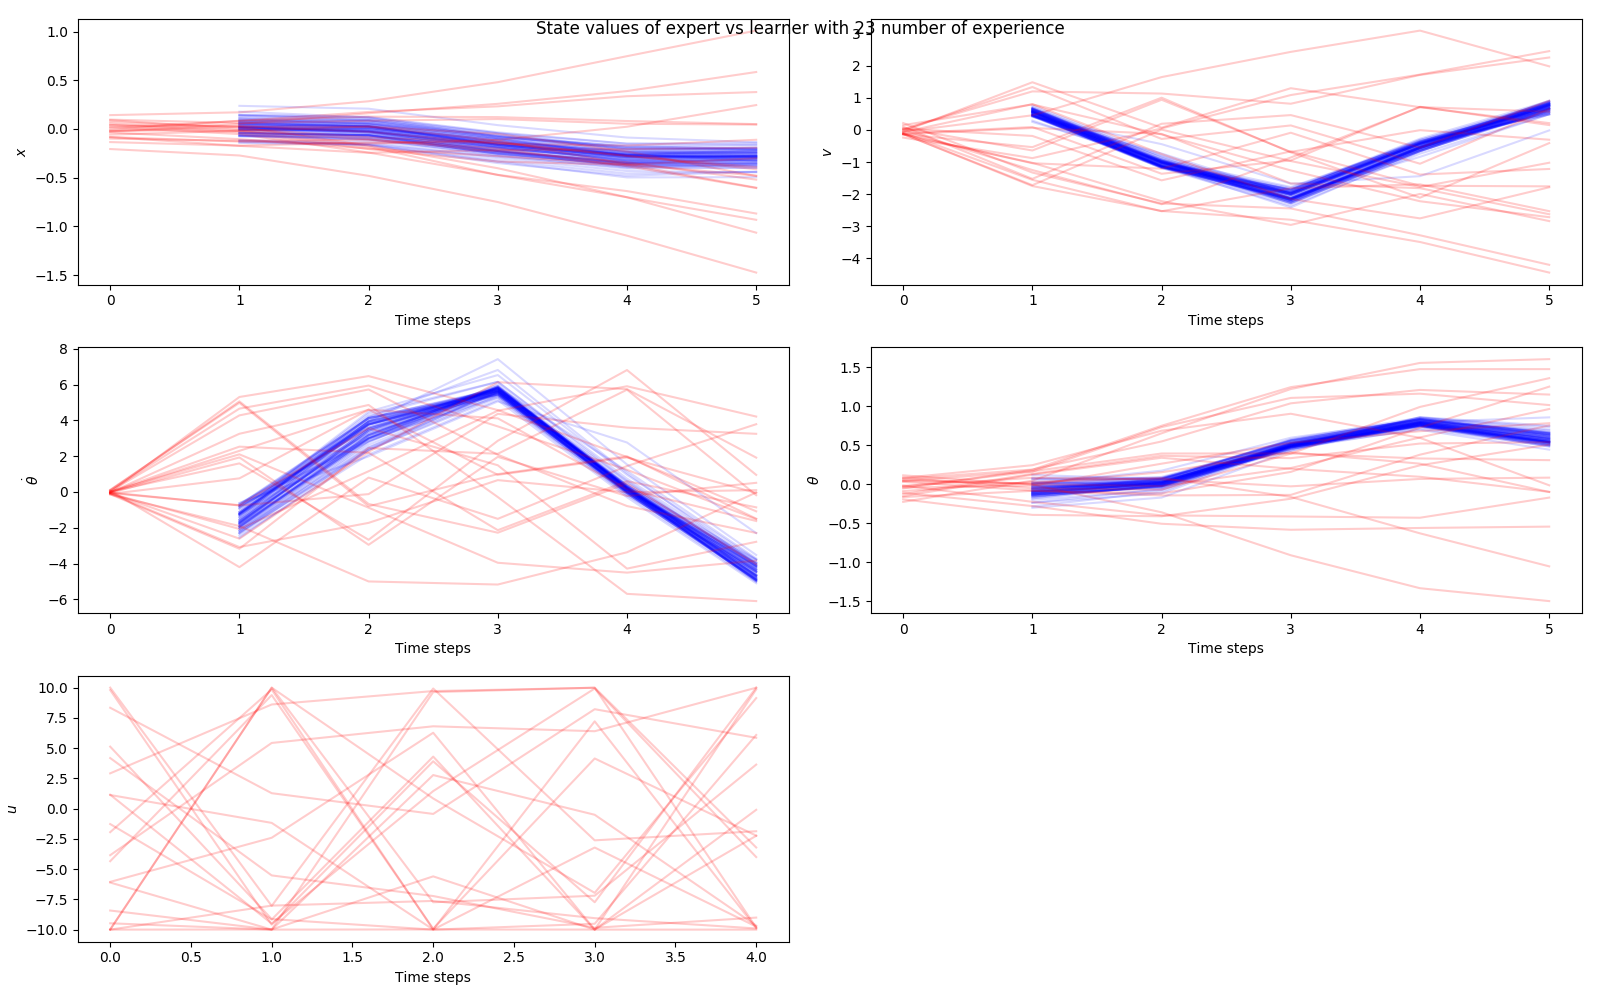 State values of expert vs learner with 23 number of experience
1.0
0.5
0.0
−0.5
−1.0
−1.5
x
0 1 2 3 4 5
Time steps
3
2
1
0
−1
−2
−3
−4
v
0 1 2 3 4 5
Time steps
8
6
4
2
0
−2
−4
−6
θ̇
0 1 2 3 4 5
Time steps
1.5
1.0
0.5
0.0
−0.5
−1.0
−1.5
θ
0 1 2 3 4 5
Time steps
10.0
7.5
5.0
2.5
0.0
−2.5
−5.0
−7.5
−10.0
u
0.0 0.5 1.0 1.5 2.0 2.5 3.0 3.5 4.0
Time steps